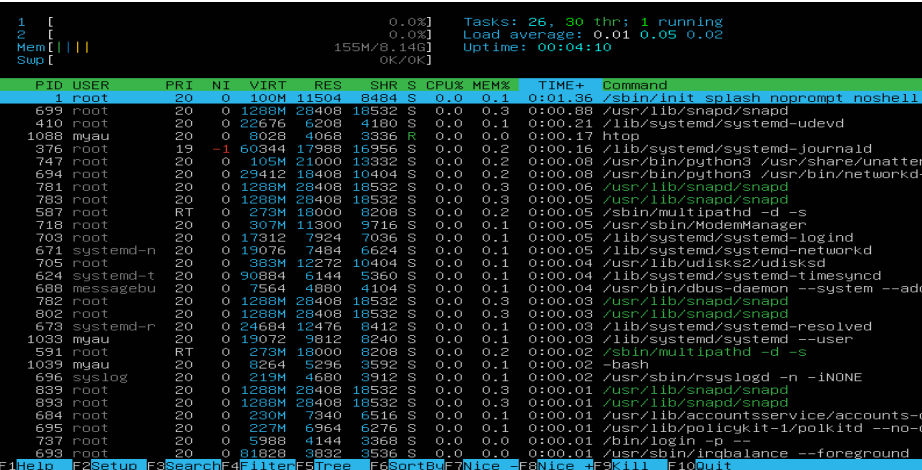 1 [ 0.0%] Tasks: 26, 30 thr; 1 running
2 [ 0.0%] Load average: 0.01 0.05 0.02
Mem[|||| 155M/8.14G] Uptime: 00:04:10
Swp[ 0K/0K]
PID USER PRI NI VIRT RES SHR S CPU% MEM% TIME+ Command
1 root 20 0 100M 11504 8484 S 0.0 0.1 0:01.36 /sbin/init splash noprompt noshell
699 root 20 0 1288M 28408 18532 S 0.0 0.3 0:00.88 /usr/lib/snapd/snapd
410 root 20 0 22676 6208 4180 S 0.0 0.1 0:00.21 /lib/systemd/systemd-udevd
1088 myau 20 0 8028 4068 3336 R 0.0 0.0 0:00.17 htop
376 root 19 -1 60344 17988 16956 S 0.0 0.2 0:00.16 /lib/systemd/systemd-journald
747 root 20 0 105M 21000 13332 S 0.0 0.2 0:00.08 /usr/bin/python3 /usr/share/unatter
694 root 20 0 29412 18408 10404 S 0.0 0.2 0:00.08 /usr/bin/python3 /usr/bin/networkd-
781 root 20 0 1288M 28408 18532 S 0.0 0.3 0:00.06 /usr/lib/snapd/snapd
783 root 20 0 1288M 28408 18532 S 0.0 0.3 0:00.05 /usr/lib/snapd/snapd
587 root RT 0 273M 18000 8208 S 0.0 0.2 0:00.05 /sbin/multipathd -d -s
718 root 20 0 307M 11300 9716 S 0.0 0.1 0:00.05 /usr/sbin/ModemManager
703 root 20 0 17312 7924 7036 S 0.0 0.1 0:00.05 /lib/systemd/systemd-logind
671 systemd-n 20 0 19076 7484 6624 S 0.0 0.1 0:00.05 /lib/systemd/systemd-networkd
705 root 20 0 383M 12272 10404 S 0.0 0.1 0:00.04 /usr/lib/udisks2/udisksd
624 systemd-t 20 0 90884 6144 5360 S 0.0 0.1 0:00.04 /lib/systemd/systemd-timesyncd
688 messagebu 20 0 7564 4880 4104 S 0.0 0.1 0:00.04 /usr/bin/dbus-daemon --system --add
782 root 20 0 1288M 28408 18532 S 0.0 0.3 0:00.03 /usr/lib/snapd/snapd
802 root 20 0 1288M 28408 18532 S 0.0 0.3 0:00.03 /usr/lib/snapd/snapd
673 systemd-r 20 0 24684 12476 8412 S 0.0 0.1 0:00.03 /lib/systemd/systemd-resolved
1033 myau 20 0 19072 9812 8240 S 0.0 0.1 0:00.03 /lib/systemd/systemd --user
591 root RT 0 273M 18000 8208 S 0.0 0.2 0:00.02 /sbin/multipathd -d -s
1039 myau 20 0 8264 5296 3592 S 0.0 0.1 0:00.02 -bash
696 syslog 20 0 219M 4680 3912 S 0.0 0.1 0:00.02 /usr/sbin/rsyslogd -n -iNONE
839 root 20 0 1288M 28408 18532 S 0.0 0.3 0:00.01 /usr/lib/snapd/snapd
893 root 20 0 1288M 28408 18532 S 0.0 0.3 0:00.01 /usr/lib/snapd/snapd
684 root 20 0 230M 7340 6516 S 0.0 0.1 0:00.01 /usr/lib/accountsservice/accounts-d
695 root 20 0 227M 6964 6276 S 0.0 0.1 0:00.01 /usr/lib/policykit-1/polkitd --no-d
737 root 20 0 5988 4144 3368 S 0.0 0.0 0:00.01 /bin/login -p --
693 root 20 0 81828 3832 3536 S 0.0 0.0 0:00.01 /usr/sbin/irqbalance --foreground
F1Help F2Setup F3SearchF4FilterF5Tree F6SortByF7Nice -F8Nice +F9Kill F10Quit